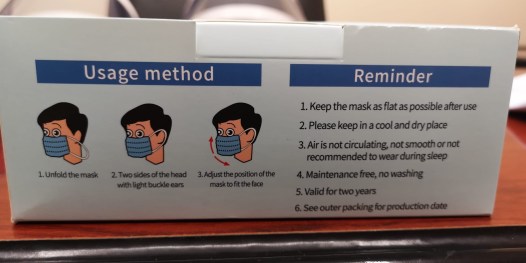 Usage method
1. Unfold the mask
2. Two sides of the head
with light buckle ears
3. Adjust the position of the
mask to fit the face
Reminder
1. Keep the mask as flat as possible after use
2. Please keep in a cool and dry place
3. Air is not circulating, not smooth or not
recommended to wear during sleep
4. Maintenance free, no washing
5. Valid for two years
6. See outer packing for production date